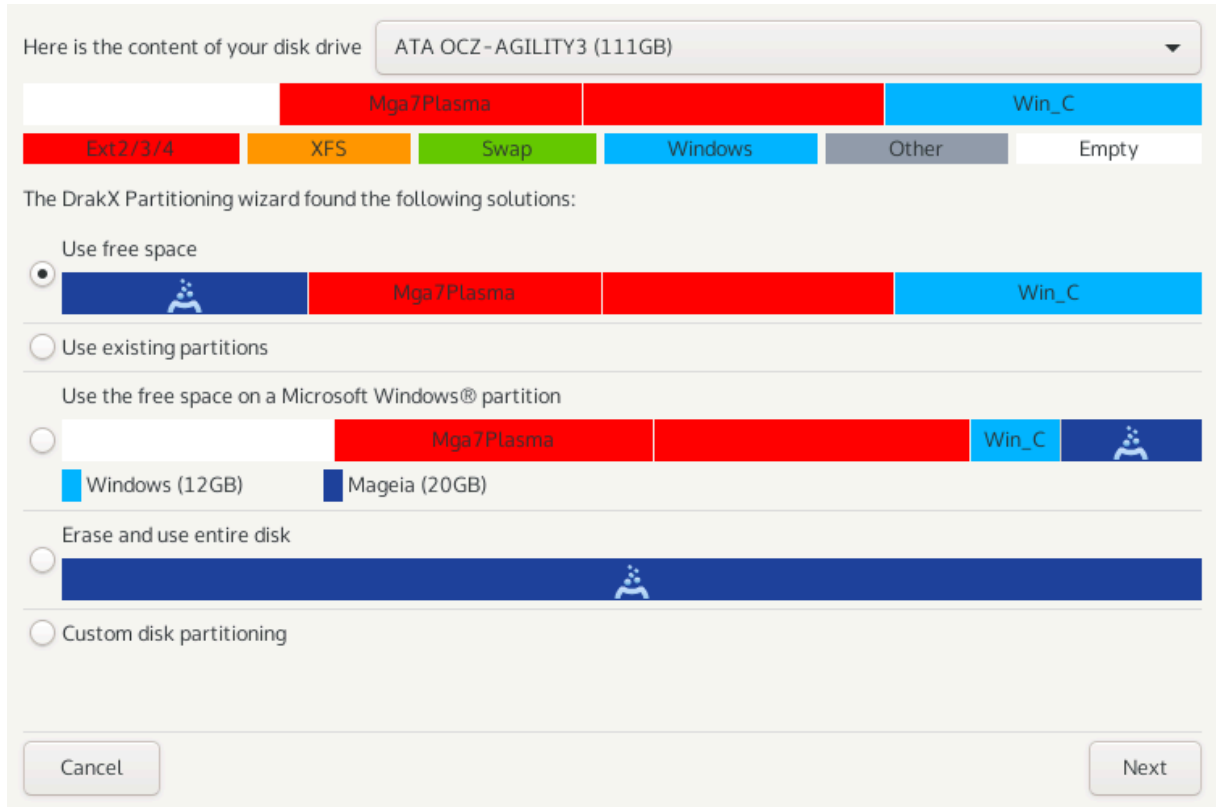 Here is the content of your disk drive ATA OCZ-AGILITY3 (111GB)
Mga7Plasma Win_C
Ext2/3/4 XFS Swap Windows Other Empty
The DrakX Partitioning wizard found the following solutions:
Use free space
Mga7Plasma Win_C
Use existing partitions
Use the free space on a Microsoft Windows® partition
Mga7Plasma Win_C
Windows (12GB) Mageia (20GB)
Erase and use entire disk
Custom disk partitioning
Cancel Next